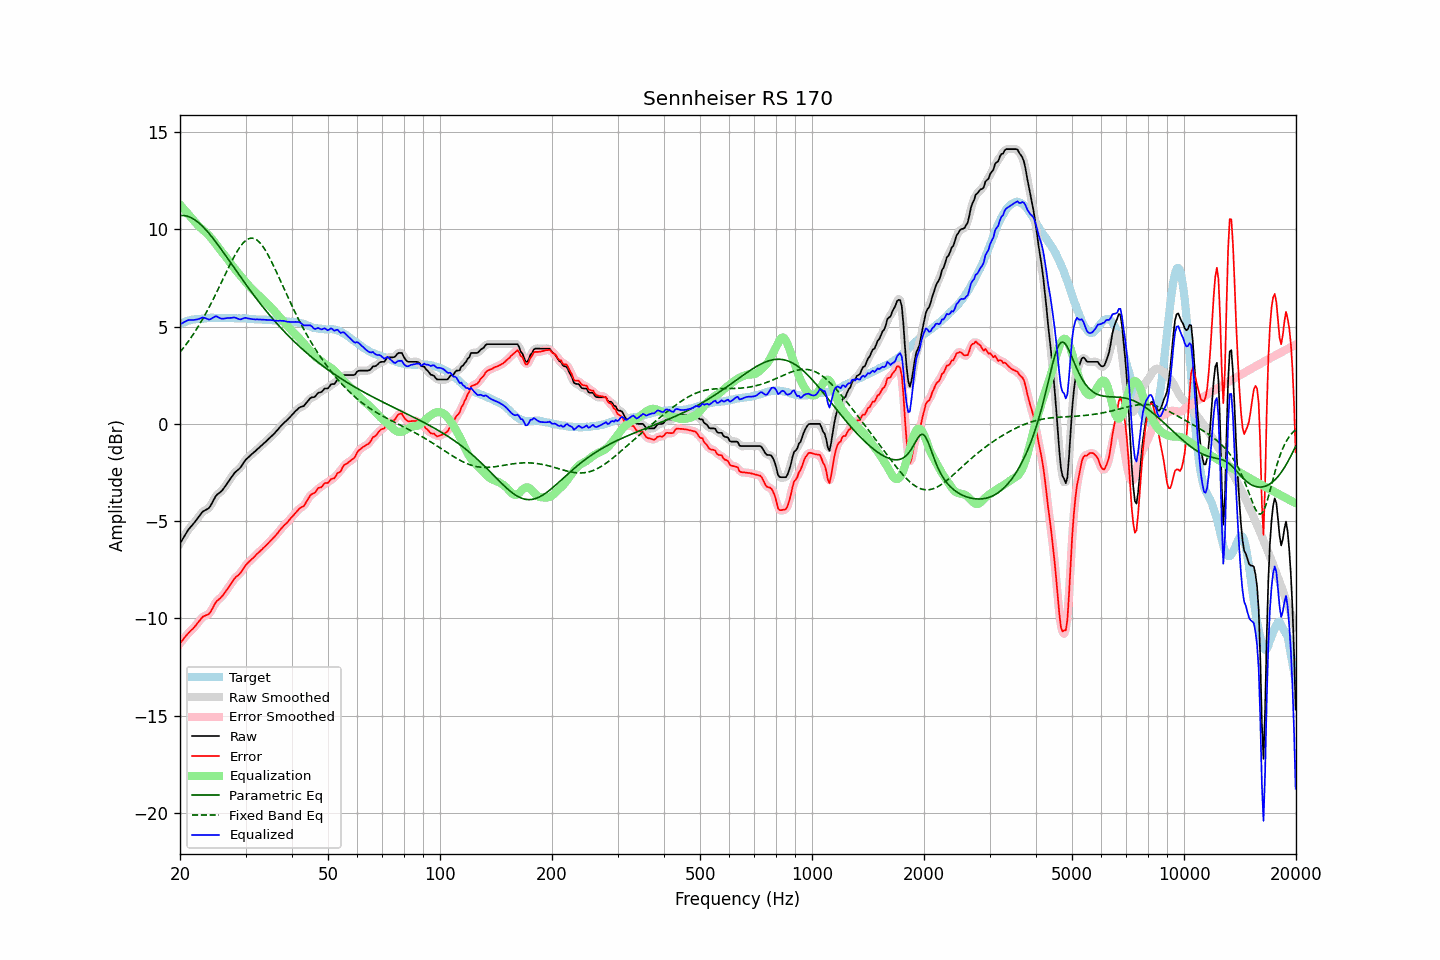 Sennheiser RS 170
Amplitude (dBr)
15
10
5
0
−5
−10
−15
−20
Target
Raw Smoothed
Error Smoothed
Raw
Error
Equalization
Parametric Eq
Fixed Band Eq
Equalized
20 50 100 200 500 1000 2000 5000 10000 20000
Frequency (Hz)